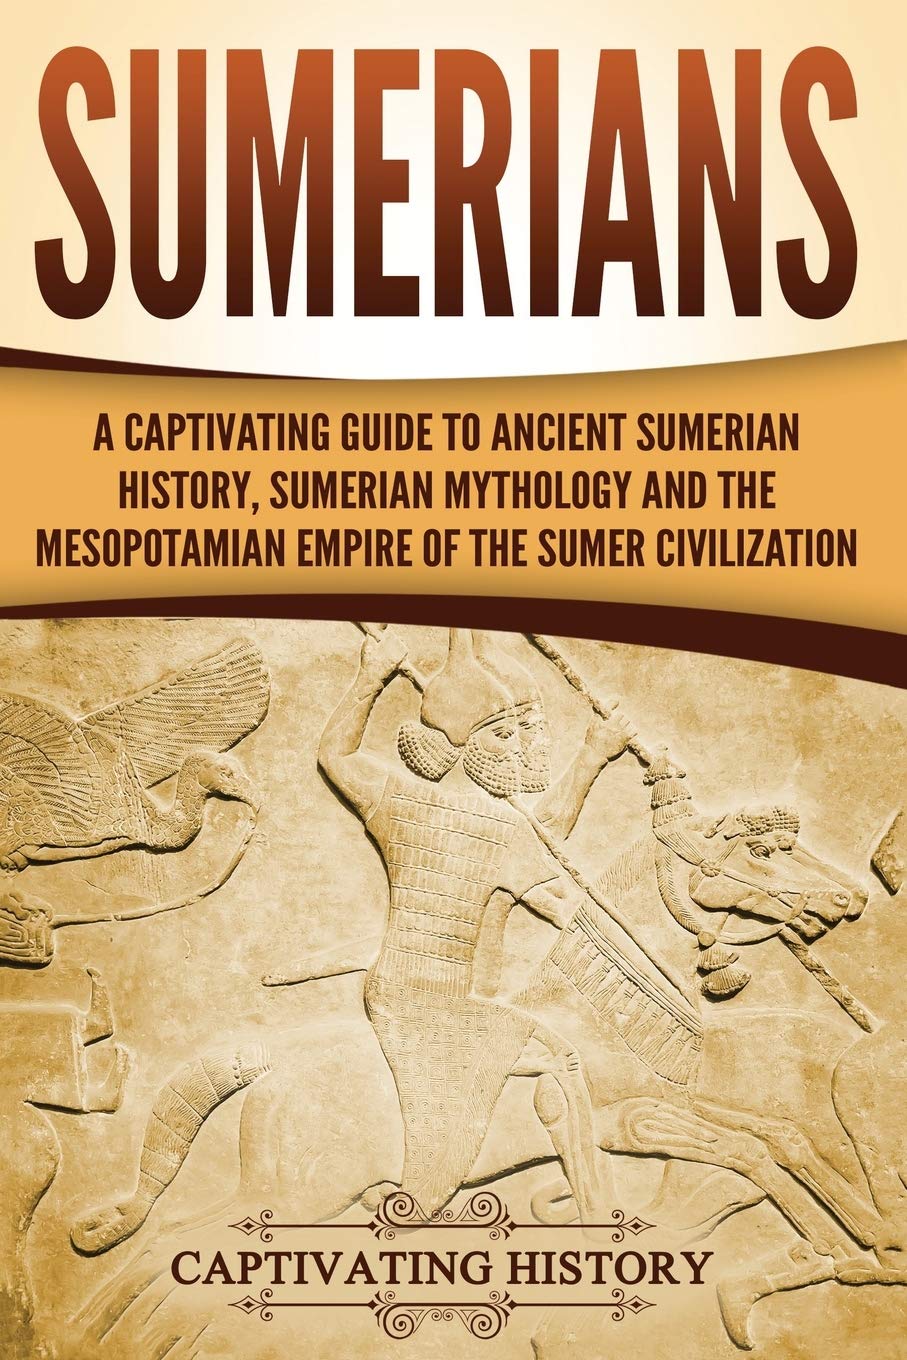 SUMERIANS
A CAPTIVATING GUIDE TO ANCIENT SUMERIAN
HISTORY, SUMERIAN MYTHOLOGY AND THE
MESOPOTAMIAN EMPIRE OF THE SUMER CIVILIZATION
CAPTIVATING HISTORY